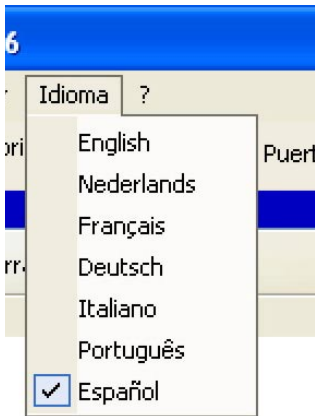 6
Idioma ?
English
Nederlands
Français
Deutsch
Italiano
Português
Español